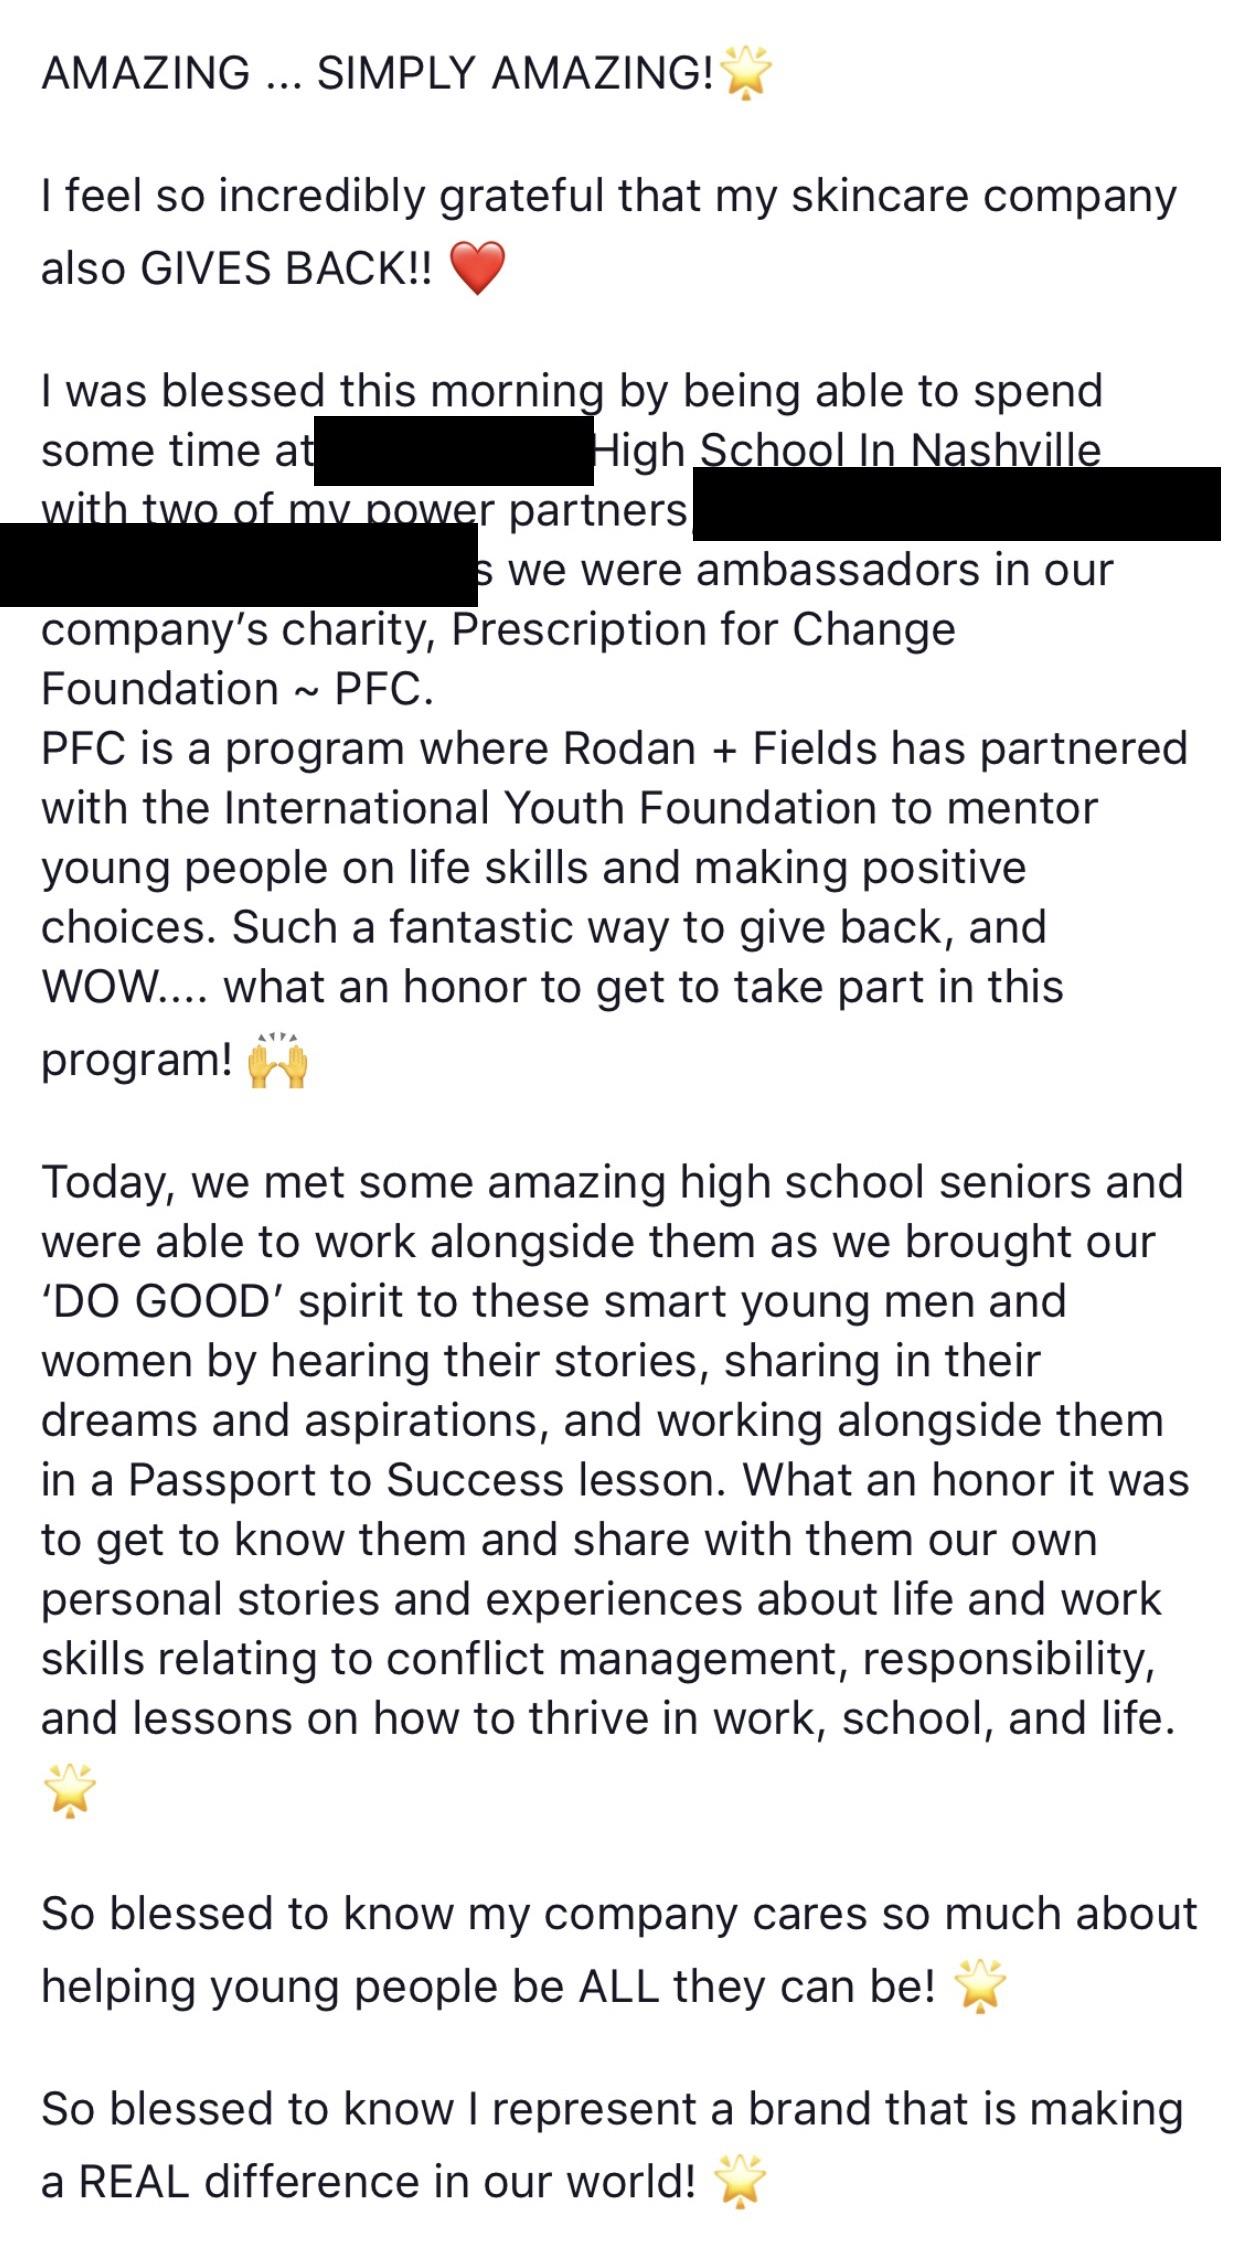 AMAZING ... SIMPLY AMAZING!🌟
I feel so incredibly grateful that my skincare company
also GIVES BACK!! ❤️
I was blessed this morning by being able to spend
some time at High School In Nashville
with two of my power partners
s we were ambassadors in our
company’s charity, Prescription for Change
Foundation ~ PFC.
PFC is a program where Rodan + Fields has partnered
with the International Youth Foundation to mentor
young people on life skills and making positive
choices. Such a fantastic way to give back, and
WOW.... what an honor to get to take part in this
program! 🙌
Today, we met some amazing high school seniors and
were able to work alongside them as we brought our
‘DO GOOD’ spirit to these smart young men and
women by hearing their stories, sharing in their
dreams and aspirations, and working alongside them
in a Passport to Success lesson. What an honor it was
to get to know them and share with them our own
personal stories and experiences about life and work
skills relating to conflict management, responsibility,
and lessons on how to thrive in work, school, and life.
🌟
So blessed to know my company cares so much about
helping young people be ALL they can be! 🌟
So blessed to know I represent a brand that is making
a REAL difference in our world! 🌟